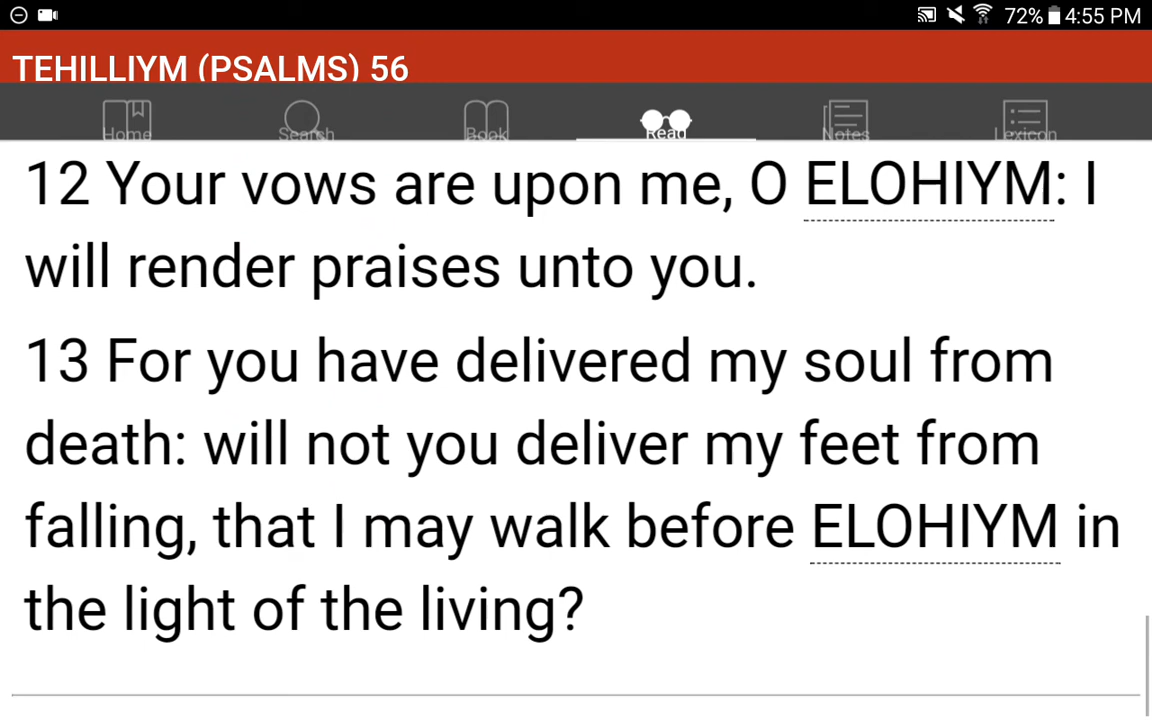 72% 4:55 PM
TEHILLIYM (PSALMS) 56
Home Search Book Read Notes Lexicon
12 Your vows are upon me, O ELOHIYM: I
will render praises unto you.
13 For you have delivered my soul from
death: will not you deliver my feet from
falling, that I may walk before ELOHIYM in
the light of the living?